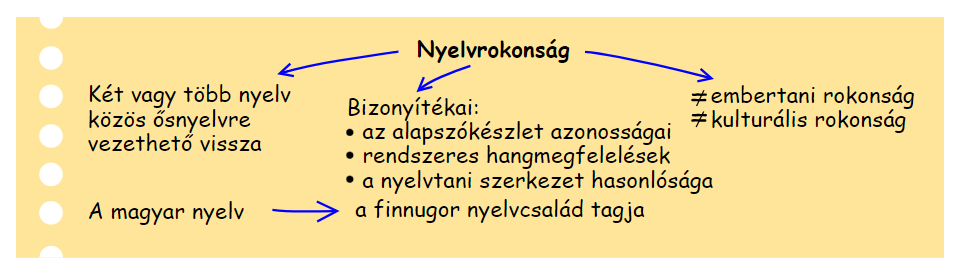 Nyelvrokonság
Két vagy több nyelv
közös ősnyelvre
vezethető vissza
Bizonyítékai:
• az alapszókészlet azonosságai
• rendszeres hangmegfelelések
• a nyelvtani szerkezet hasonlósága
≠ embertani rokonság
≠ kulturális rokonság
A magyar nyelv → a finnugor nyelvcsalád tagja